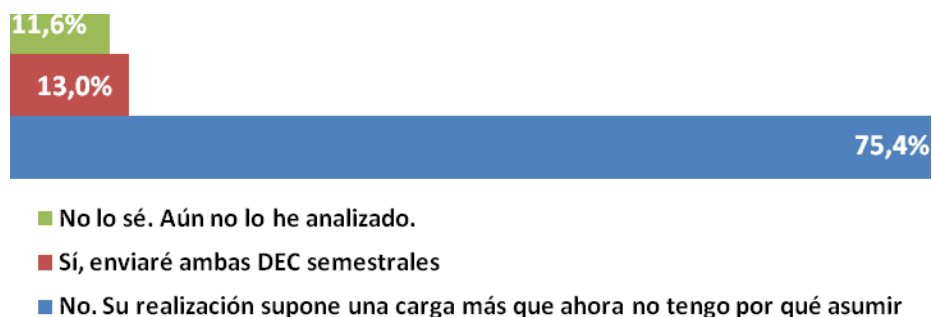 11,6%
13,0%
75,4%
No lo sé. Aún no lo he analizado.
Sí, enviaré ambas DEC semestrales
No. Su realización supone una carga más que ahora no tengo por qué asumir